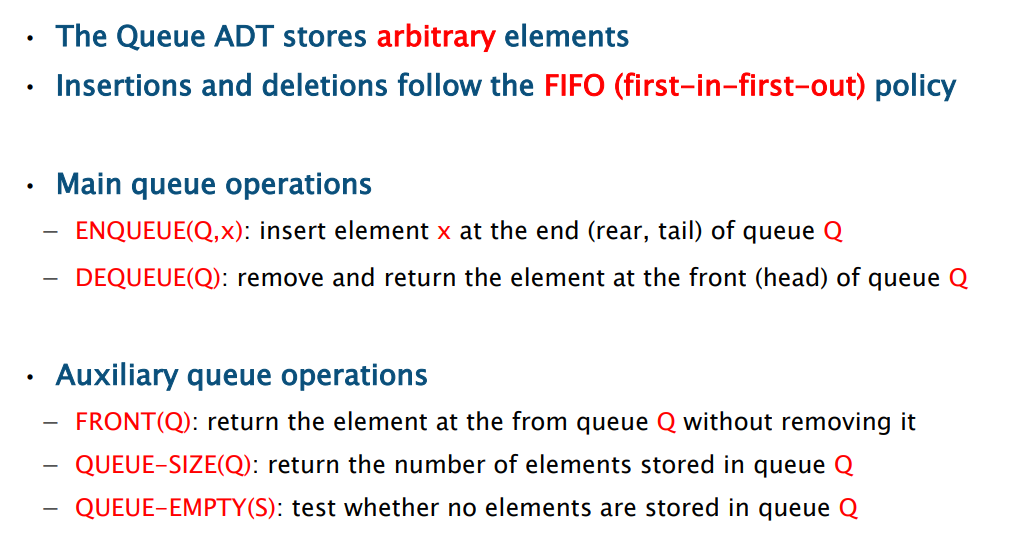 • The Queue ADT stores arbitrary elements
• Insertions and deletions follow the FIFO (first-in-first-out) policy
• Main queue operations
– ENQUEUE(Q,x): insert element x at the end (rear, tail) of queue Q
– DEQUEUE(Q): remove and return the element at the front (head) of queue Q
• Auxiliary queue operations
– FRONT(Q): return the element at the from queue Q without removing it
– QUEUE-SIZE(Q): return the number of elements stored in queue Q
– QUEUE-EMPTY(S): test whether no elements are stored in queue Q